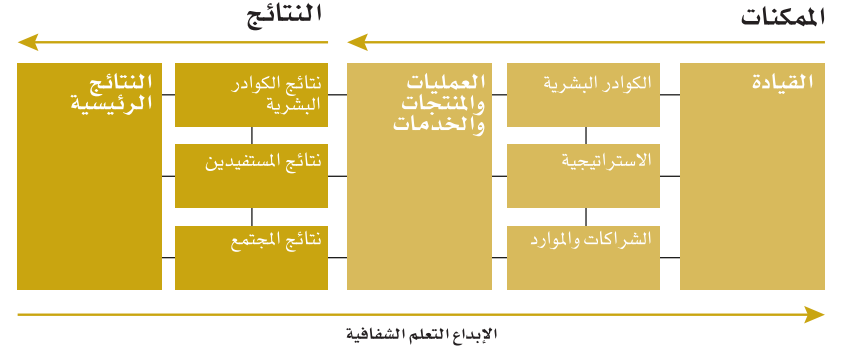 الممكنات
النتائج
القيادة
الكوادر البشرية
الاستراتيجية
الشراكات والموارد
العمليات
والمنتجات
والخدمات
نتائج الكوادر
البشرية
نتائج المستفيدين
نتائج المجتمع
النتائج
الرئيسية
الإبداع التعلم الشفافية